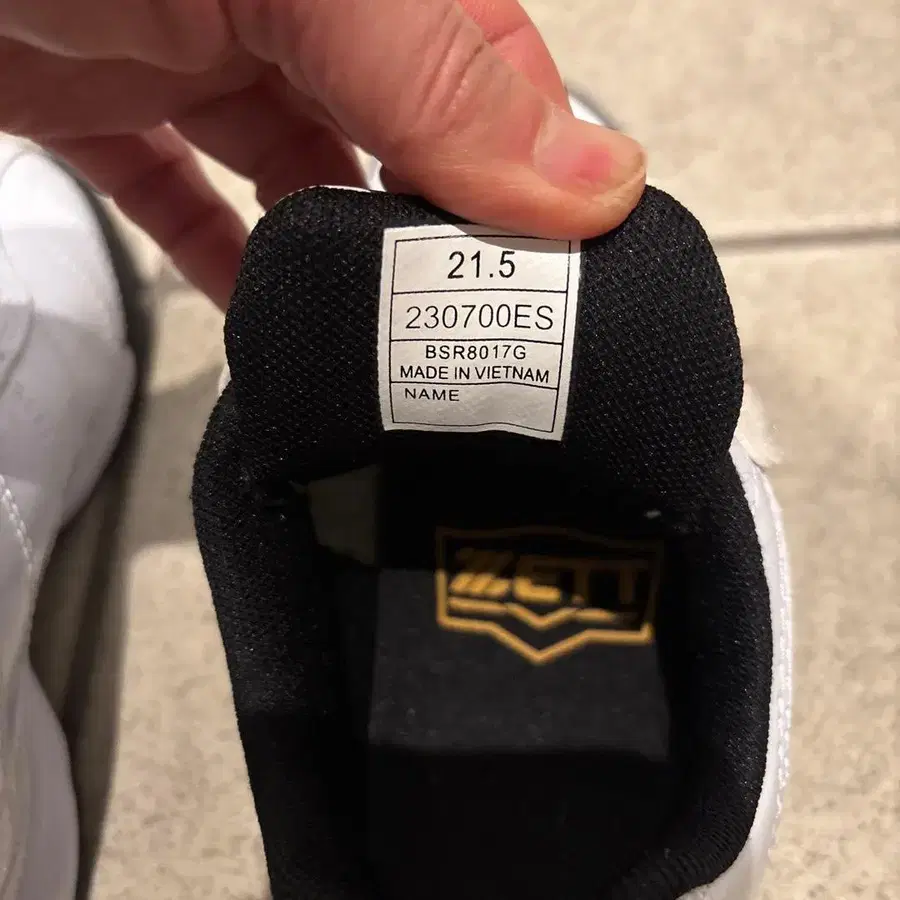 21.5
230700ES
BSR8017G
MADE IN VIETNAM
NAME
ZETT